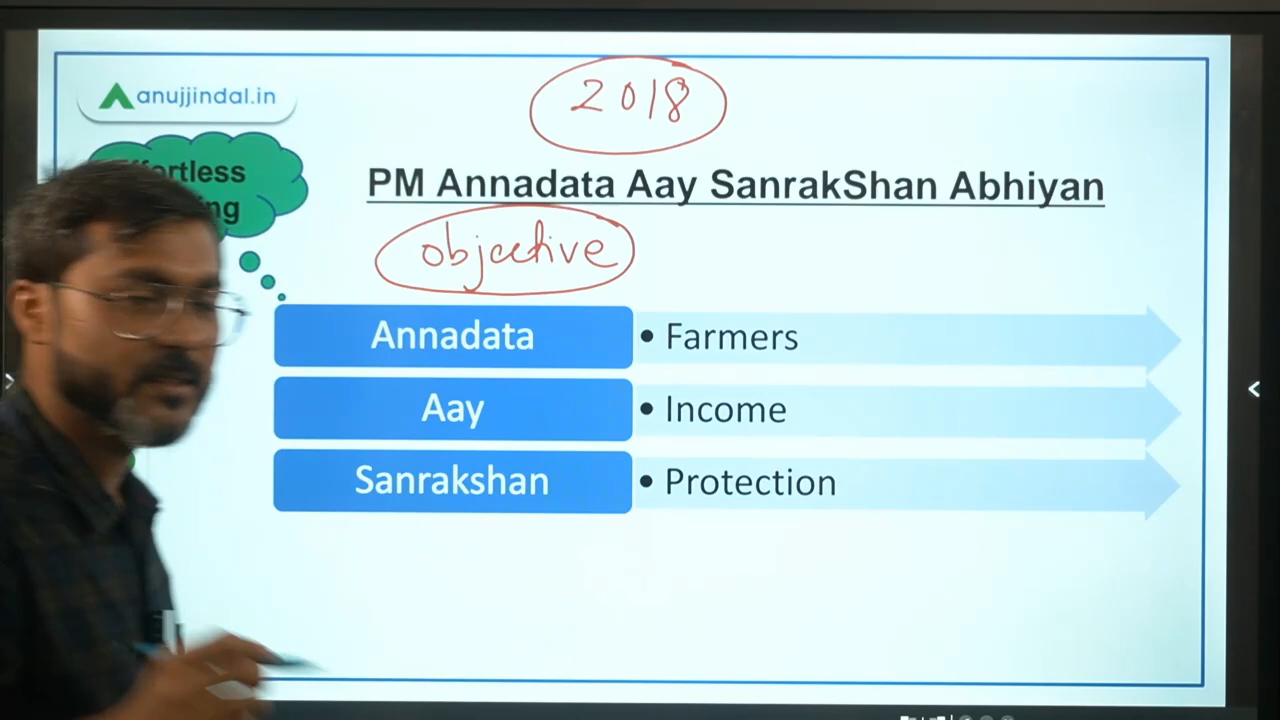 2018
anujjindal.in
PM Annadata Aay SanrakShan Abhiyan
objective
Annadata
• Farmers
Aay
• Income
Sanrakshan
• Protection